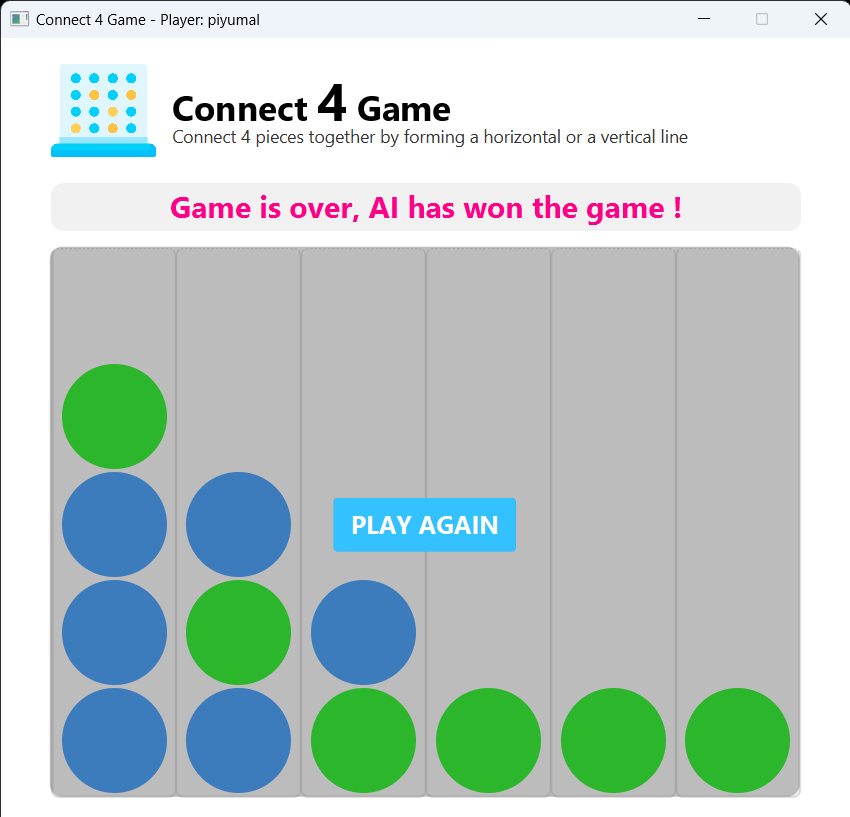 Connect 4 Game - Player: piyumal
Connect 4 Game
Connect 4 pieces together by forming a horizontal or a vertical line
Game is over, AI has won the game !
PLAY AGAIN